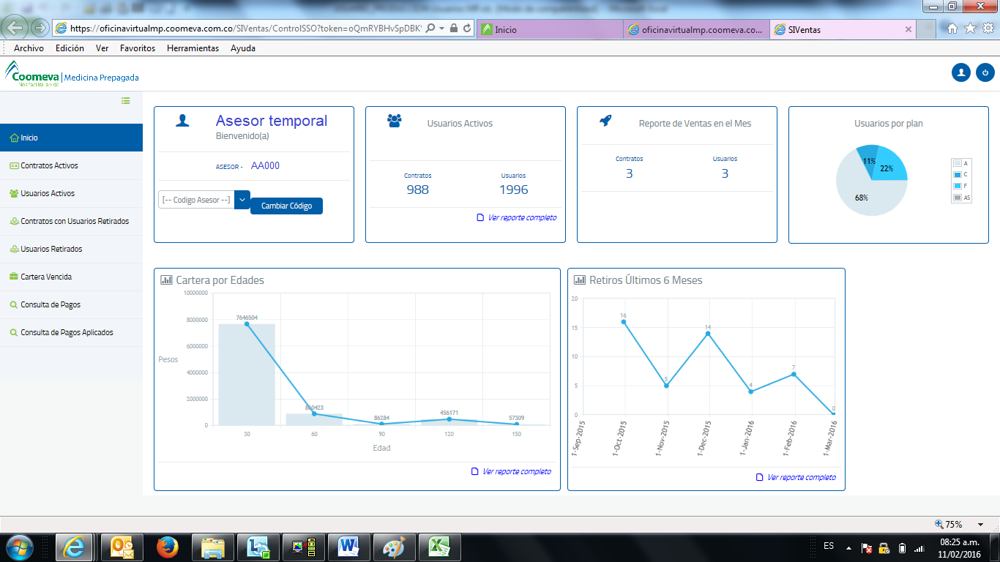 https://oficinavirtualmp.coomeva.com.co/SIVentas/ControlSSO?token=oQmRYBHvSpDBK
Inicio
oficinavirtualmp.coomeva.co...
SIVentas
Archivo Edición Ver Favoritos Herramientas Ayuda
Coomeva | Medicina Prepagada
Nos facilita la vida
Inicio
Contratos Activos
Usuarios Activos
Contratos con Usuarios Retirados
Usuarios Retirados
Cartera Vencida
Consulta de Pagos
Consulta de Pagos Aplicados
Asesor temporal
Bienvenido(a)
ASESOR - AA000
[-- Codigo Asesor --]
Cambiar Código
Usuarios Activos
Contratos Usuarios
988 1996
Ver reporte completo
Reporte de Ventas en el Mes
Contratos Usuarios
3 3
Usuarios por plan
11%
22%
68%
A
C
F
AS
Cartera por Edades
10000000
8000000
6000000
4000000
2000000
0
Pesos
7646504
860423
86284
456171
57309
30 60 90 120 150
Edad
Ver reporte completo
Retiros Últimos 6 Meses
20
15
10
5
0
16
5
14
4
7
0
1-Sep-2015
1-Oct-2015
1-Nov-2015
1-Dec-2015
1-Jan-2016
1-Feb-2016
1-Mar-2016
Ver reporte completo
75%
ES
08:25 a.m.
11/02/2016